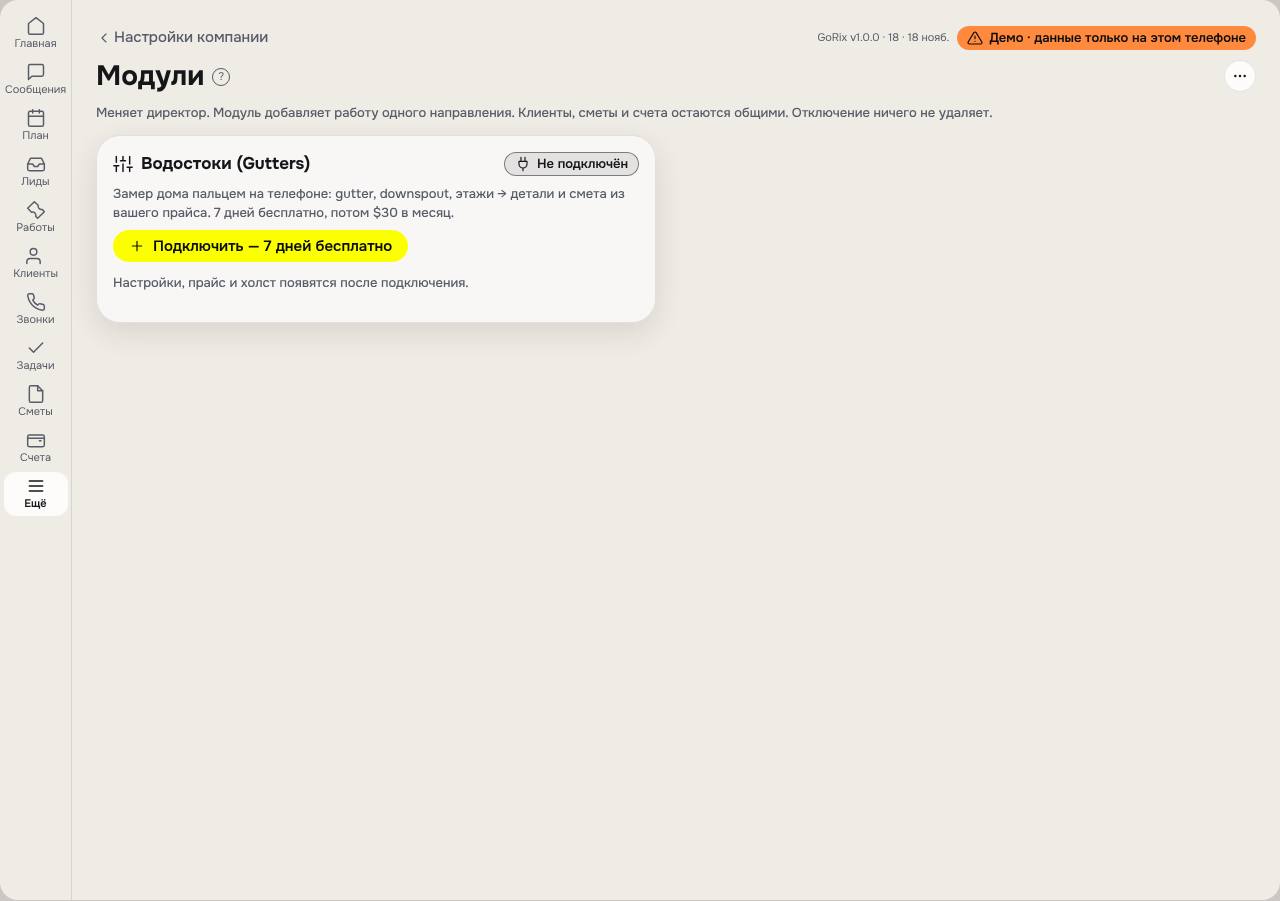 Главная
Сообщения
План
Лиды
Работы
Клиенты
Звонки
Задачи
Сметы
Счета
Ещё
Настройки компании
GoRix v1.0.0 · 18 · 18 нояб.
Демо · данные только на этом телефоне
Модули ?
Меняет директор. Модуль добавляет работу одного направления. Клиенты, сметы и счета остаются общими. Отключение ничего не удаляет.
Водостоки (Gutters)
Не подключён
Замер дома пальцем на телефоне: gutter, downspout, этажи → детали и смета из
вашего прайса. 7 дней бесплатно, потом $30 в месяц.
Подключить — 7 дней бесплатно
Настройки, прайс и холст появятся после подключения.